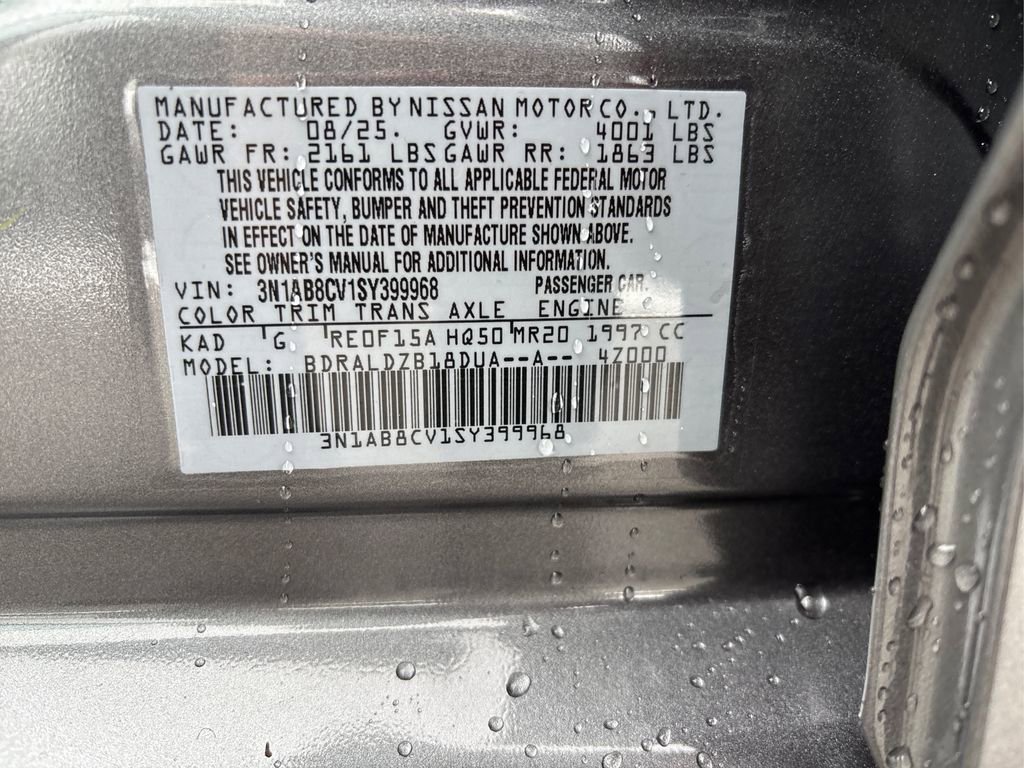 MANUFACTURED BY NISSAN MOTOR CO., LTD.
DATE: 08/25. GVWR: 4001 LBS
GAWR FR: 2161 LBS GAWR RR: 1863 LBS
THIS VEHICLE CONFORMS TO ALL APPLICABLE FEDERAL MOTOR
VEHICLE SAFETY, BUMPER AND THEFT PREVENTION STANDARDS
IN EFFECT ON THE DATE OF MANUFACTURE SHOWN ABOVE.
SEE OWNER'S MANUAL FOR ADDITIONAL INFORMATION.
VIN: 3N1AB8CV1SY399968 PASSENGER CAR.
COLOR TRIM TRANS AXLE ENGINE
KAD G RE0F15A HQ50 MR20 1997 CC
MODEL: BDRALDZB18DUA--A-- 4Z000
3N1AB8CV1SY399968